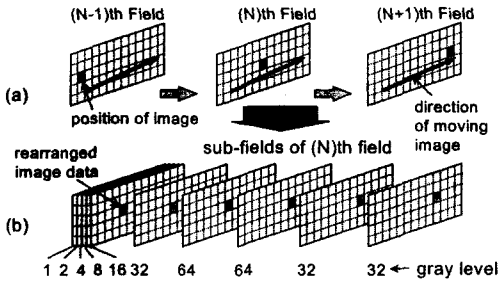 (N-1)th Field (N)th Field (N+1)th Field
(a)
position of image
direction
of moving
image
sub-fields of (N)th field
rearranged
image data
(b)
1 2 4 8 16 32 64 64 32 32 ← gray level